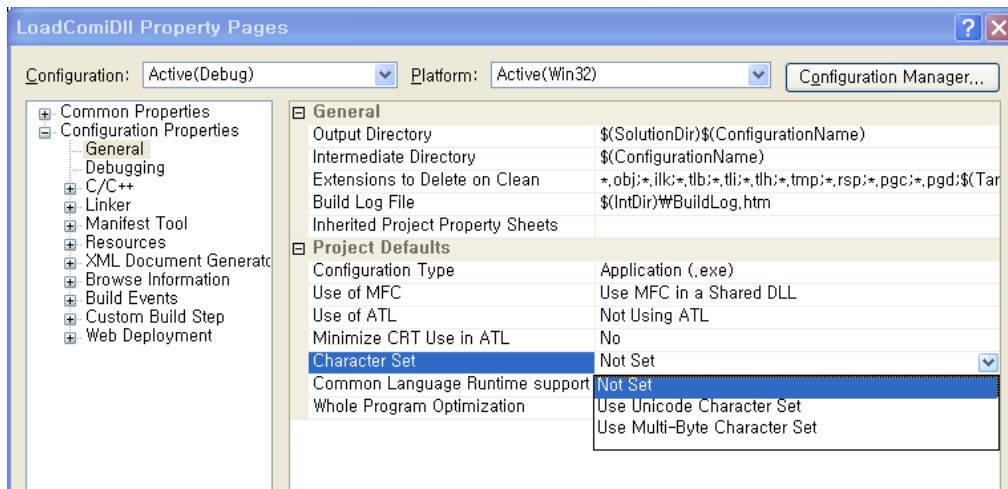 LoadComiDll Property Pages
Configuration: Active(Debug) Platform: Active(Win32) Configuration Manager...
Common Properties
Configuration Properties
General
Debugging
C/C++
Linker
Manifest Tool
Resources
XML Document Generato
Browse Information
Build Events
Custom Build Step
Web Deployment
General
Output Directory $(SolutionDir)$(ConfigurationName)
Intermediate Directory $(ConfigurationName)
Extensions to Delete on Clean *.obj;*.ilk;*.tlb;*.tli;*.tlh;*.tmp;*.rsp;*.pgc;*.pgd;$(Tar
Build Log File $(IntDir)₩BuildLog.htm
Inherited Project Property Sheets
Project Defaults
Configuration Type Application (.exe)
Use of MFC Use MFC in a Shared DLL
Use of ATL Not Using ATL
Minimize CRT Use in ATL No
Character Set Not Set
Common Language Runtime support Not Set
Whole Program Optimization Use Unicode Character Set
Use Multi-Byte Character Set